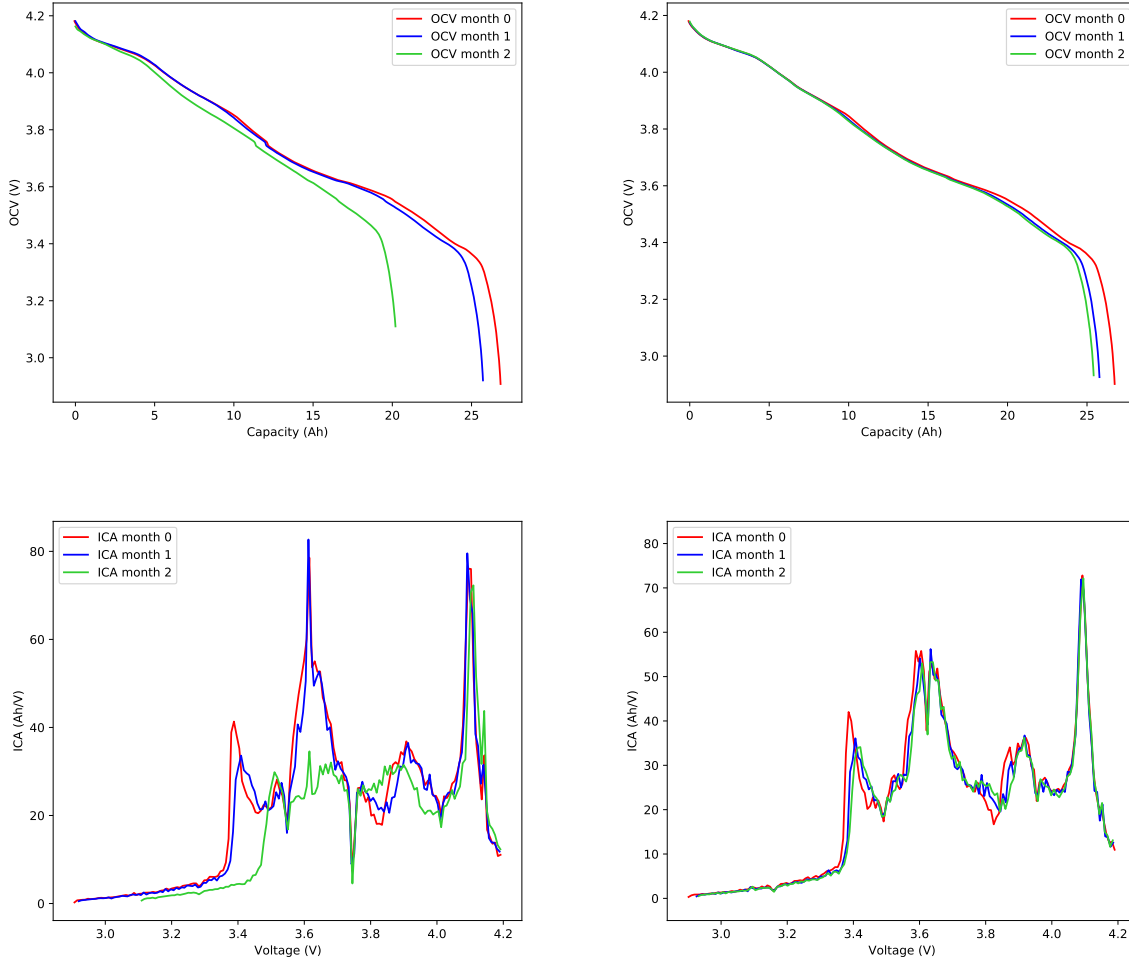 4.2
4.0
3.8
3.6
3.4
3.2
3.0
OCV (V)
0 5 10 15 20 25
Capacity (Ah)
OCV month 0
OCV month 1
OCV month 2
4.2
4.0
3.8
3.6
3.4
3.2
3.0
OCV (V)
0 5 10 15 20 25
Capacity (Ah)
OCV month 0
OCV month 1
OCV month 2
80
60
40
20
0
ICA (Ah/V)
3.0 3.2 3.4 3.6 3.8 4.0 4.2
Voltage (V)
ICA month 0
ICA month 1
ICA month 2
80
70
60
50
40
30
20
10
0
ICA (Ah/V)
3.0 3.2 3.4 3.6 3.8 4.0 4.2
Voltage (V)
ICA month 0
ICA month 1
ICA month 2